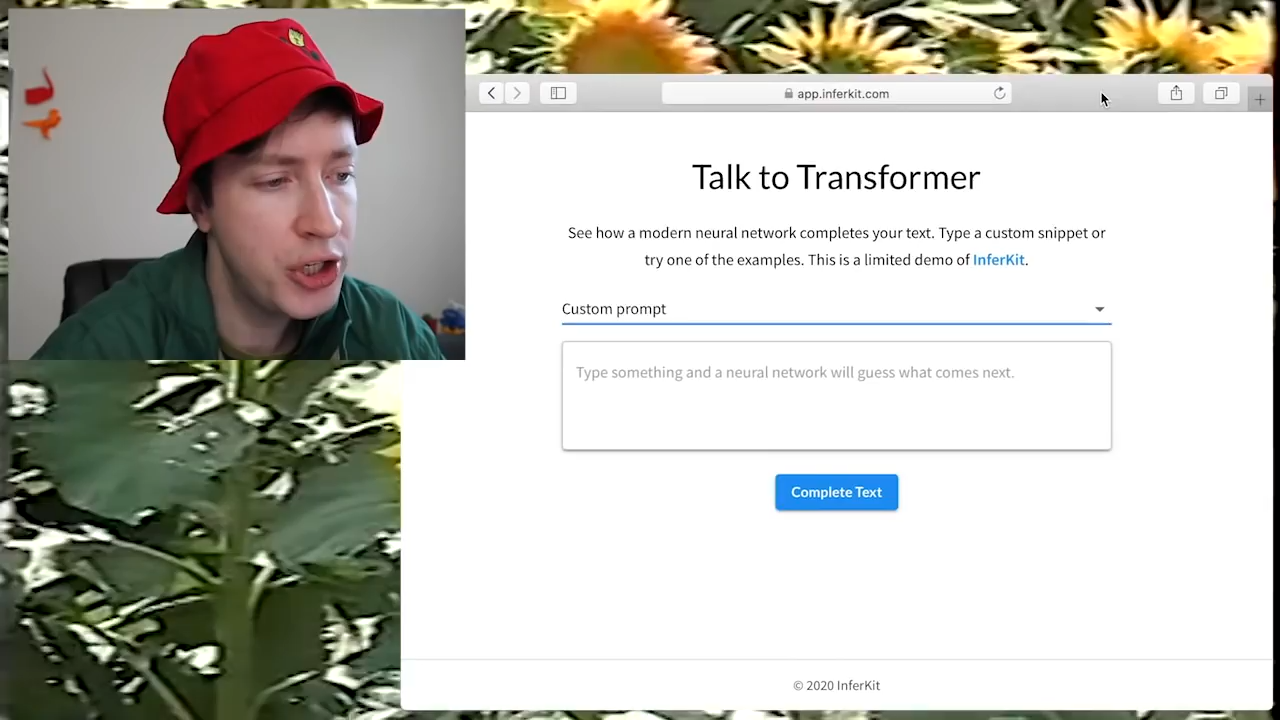 app.inferkit.com
Talk to Transformer
See how a modern neural network completes your text. Type a custom snippet or
try one of the examples. This is a limited demo of InferKit.
Custom prompt
Type something and a neural network will guess what comes next.
Complete Text
© 2020 InferKit